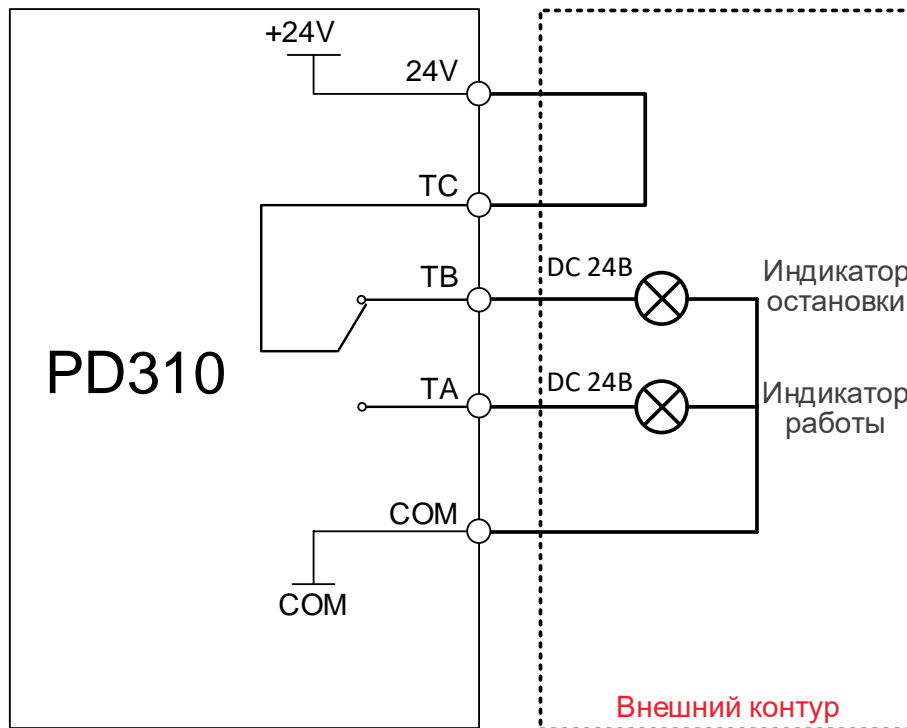 +24V
24V
TC
TB
DC 24В
Индикатор
остановки
PD310
TA
DC 24В
Индикатор
работы
COM
COM
Внешний контур